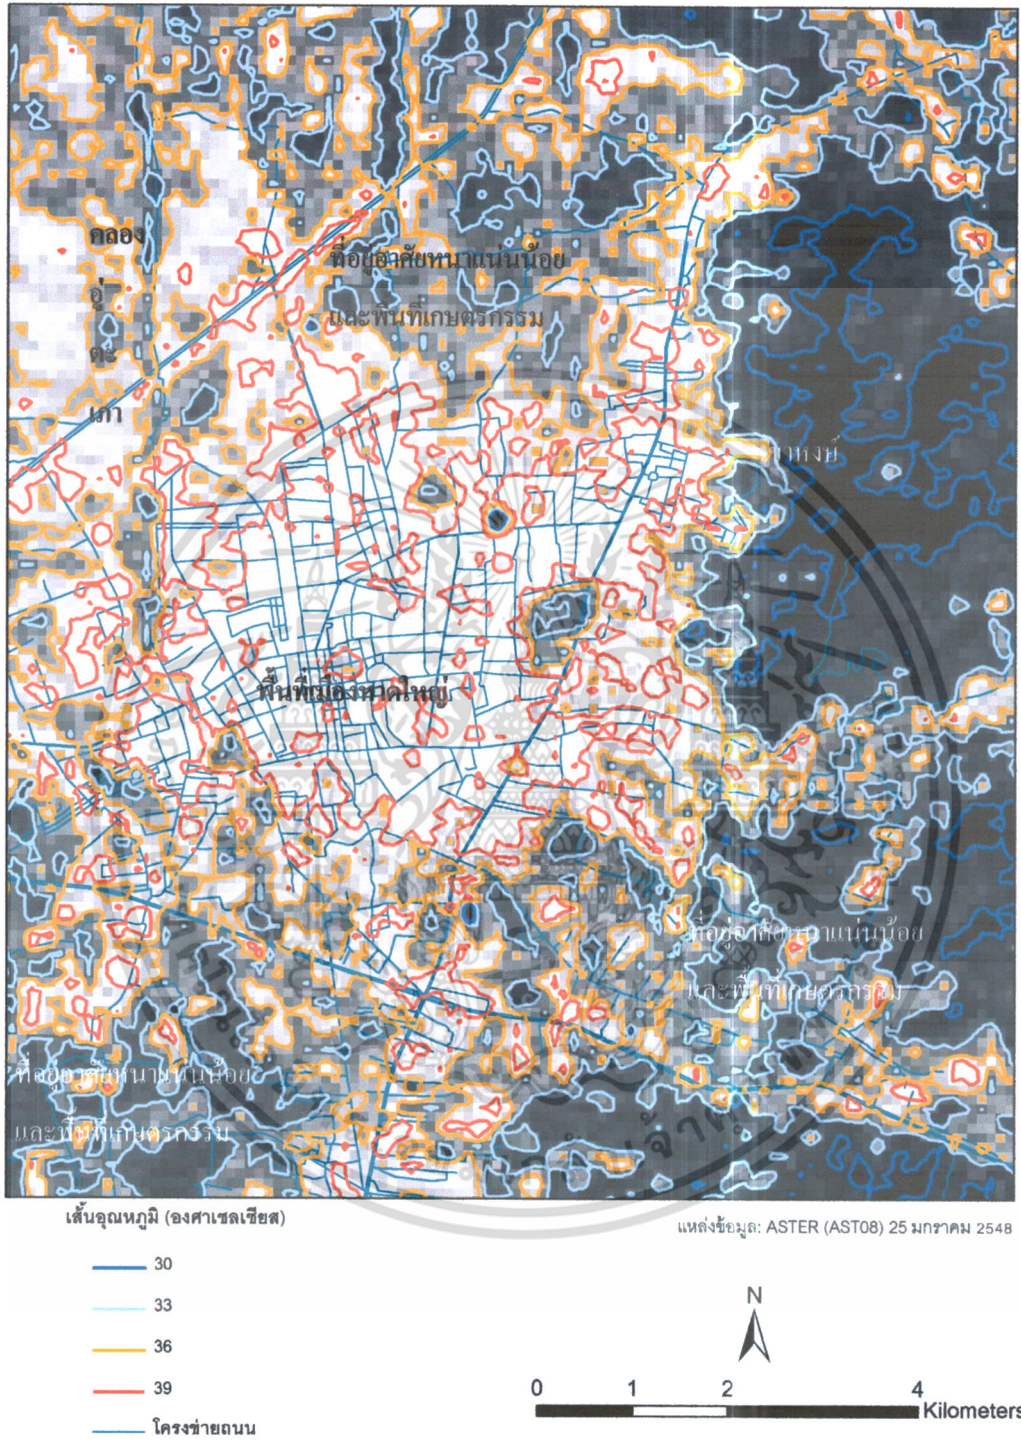 คลอง
อู่
ตะ
เภา
ที่อยู่อาศัยหนาแน่นน้อย
และพื้นที่เกษตรกรรม
เขาหงษ์
พื้นที่เมืองหาดใหญ่
ที่อยู่อาศัยหนาแน่นน้อย
และพื้นที่เกษตรกรรม
ที่อยู่อาศัยหนาแน่นน้อย
และพื้นที่เกษตรกรรม
เส้นอุณหภูมิ (องศาเซลเซียส)
แหล่งข้อมูล: ASTER (AST08) 25 มกราคม 2548
30
33
36
39
โครงข่ายถนน
N
0 1 2 4
Kilometers